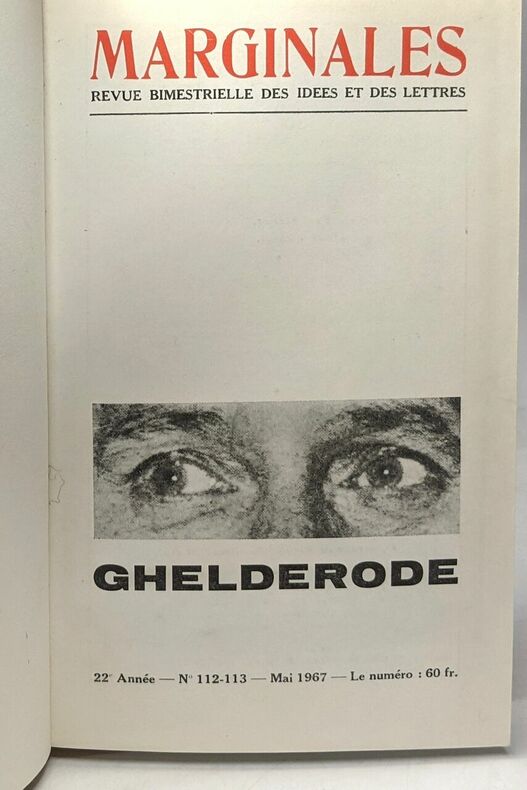 MARGINALES
REVUE BIMESTRIELLE DES IDEES ET DES LETTRES
GHELDERODE
22e Année — No 112-113 — Mai 1967 — Le numéro : 60 fr.